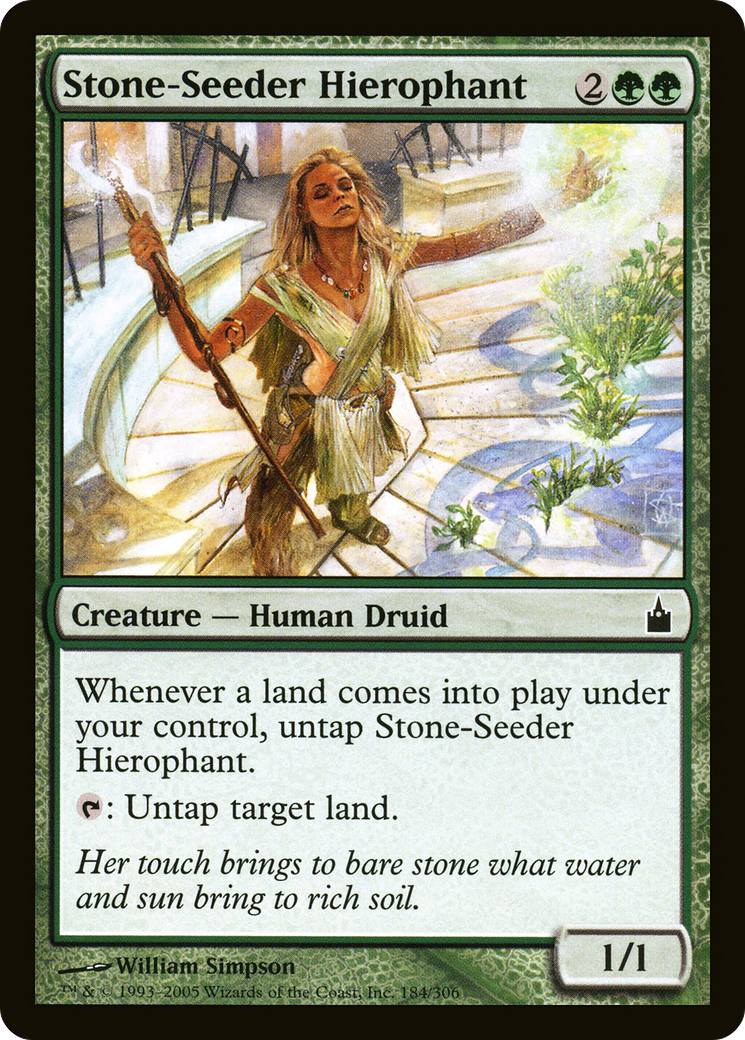 Stone-Seeder Hierophant 2
Creature — Human Druid
Whenever a land comes into play under
your control, untap Stone-Seeder
Hierophant.
: Untap target land.
Her touch brings to bare stone what water
and sun bring to rich soil.
1/1
William Simpson
™ & © 1993–2005 Wizards of the Coast, Inc. 184/306